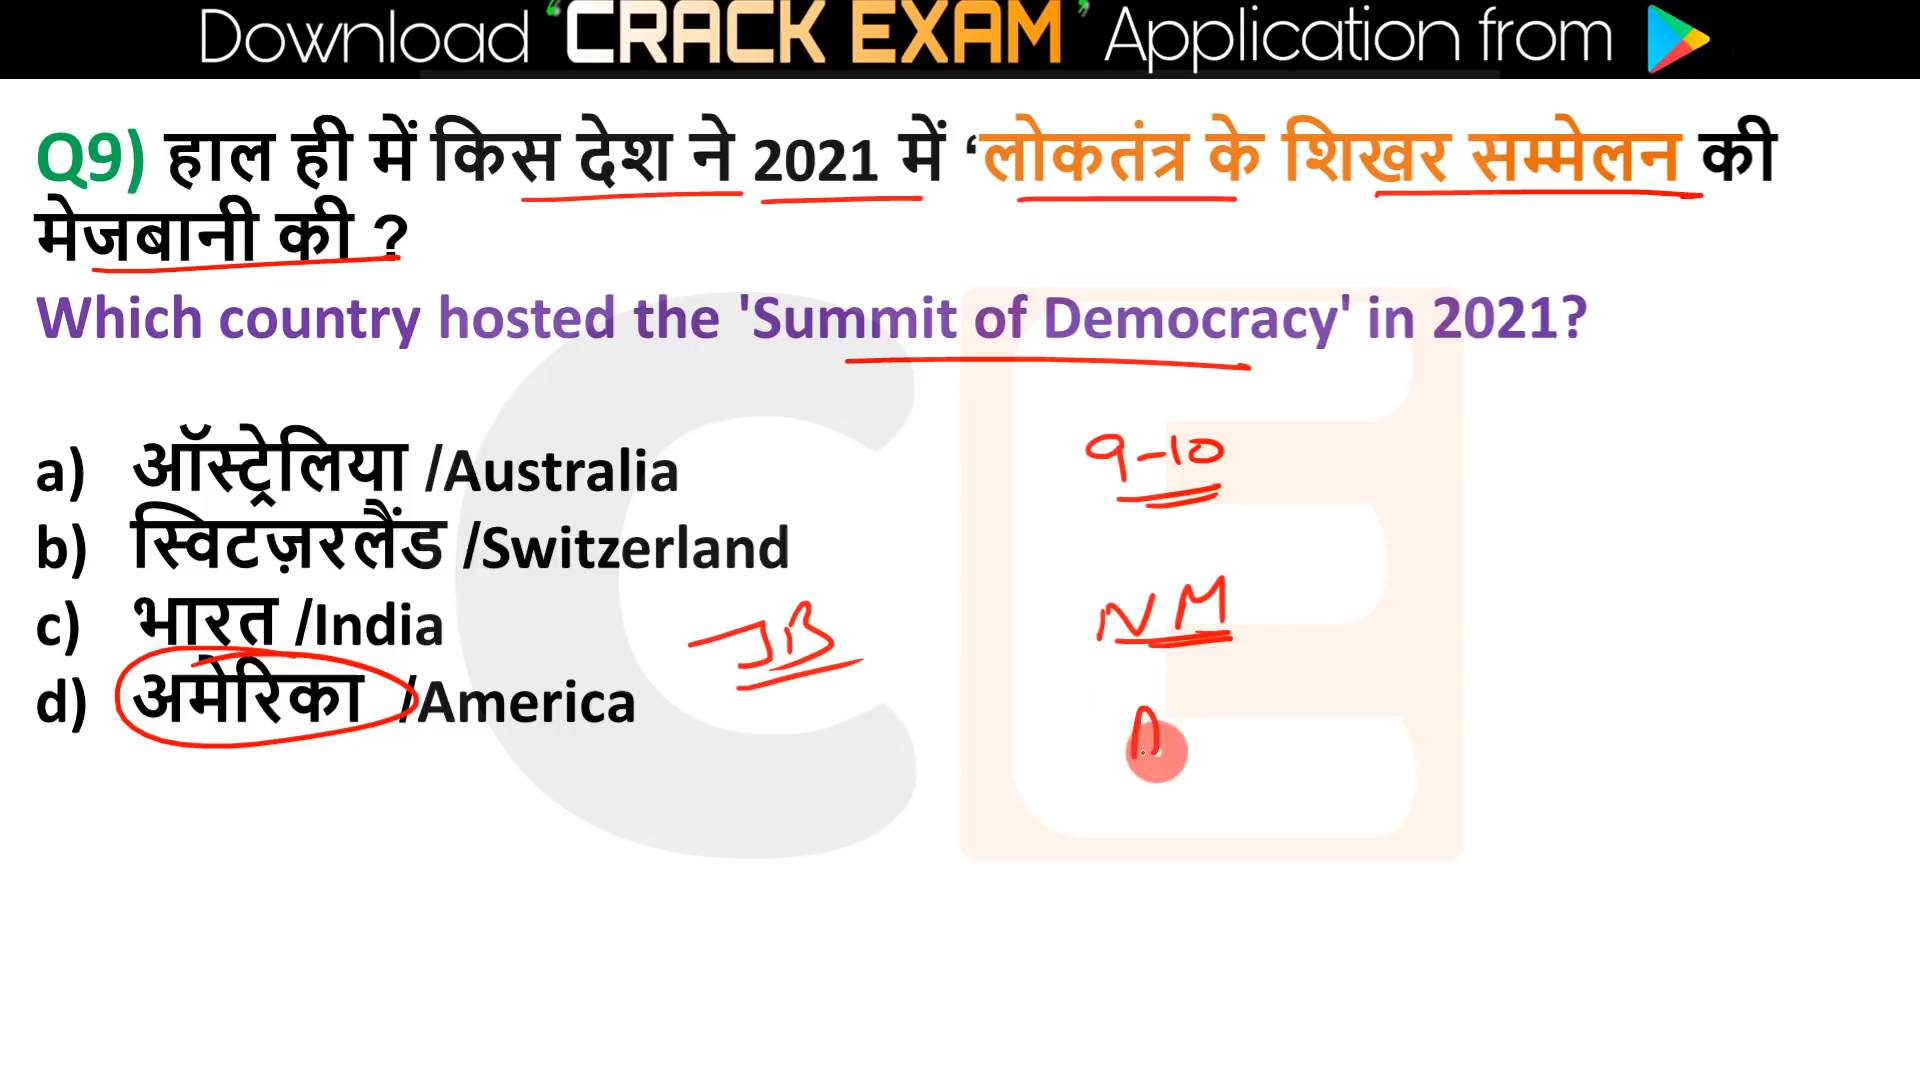 Download ‘CRACK EXAM’ Application from
Q9) हाल ही में किस देश ने 2021 में ‘लोकतंत्र के शिखर सम्मेलन की
मेजबानी की ?
Which country hosted the 'Summit of Democracy' in 2021?
a) ऑस्ट्रेलिया /Australia
9-10
b) स्विटज़रलैंड /Switzerland
c) भारत /India
JB
NM
d) अमेरिका /America
CE